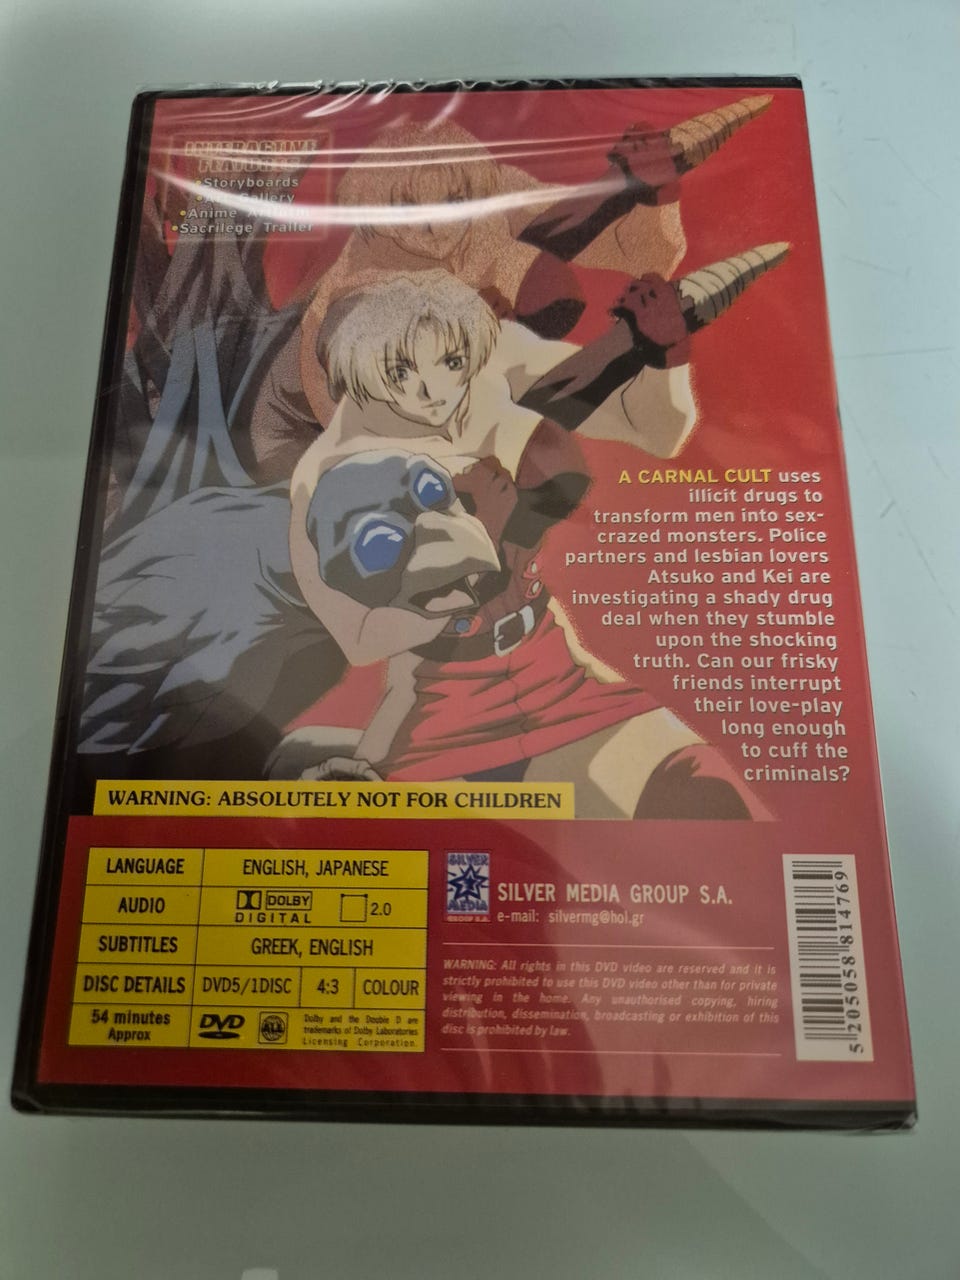 INTERACTIVE
FEATURES
•Storyboards
Gallery
•Anime
•Sacrilege Trailer
A CARNAL CULT uses
illicit drugs to
transform men into sex-
crazed monsters. Police
partners and lesbian lovers
Atsuko and Kei are
investigating a shady drug
deal when they stumble
upon the shocking
truth. Can our frisky
friends interrupt
their love-play
long enough
to cuff the
criminals?
WARNING: ABSOLUTELY NOT FOR CHILDREN
LANGUAGE ENGLISH, JAPANESE
AUDIO DOLBY DIGITAL 2.0
SUBTITLES GREEK, ENGLISH
DISC DETAILS DVD5/1DISC 4:3 COLOUR
54 minutes
Approx
DVD
ALL
Dolby and the Double D are
trademarks of Dolby Laboratories
Licensing Corporation.
SILVER
MEDIA
GROUP S.A.
SILVER MEDIA GROUP S.A.
e-mail: silvermg@hol.gr
WARNING: All rights in this DVD video are reserved and it is
strictly prohibited to use this DVD video other than for private
viewing in the home. Any unauthorised copying, hiring
distribution, dissemination, broadcasting or exhibition of this
disc is prohibited by law.
5 205058 814769